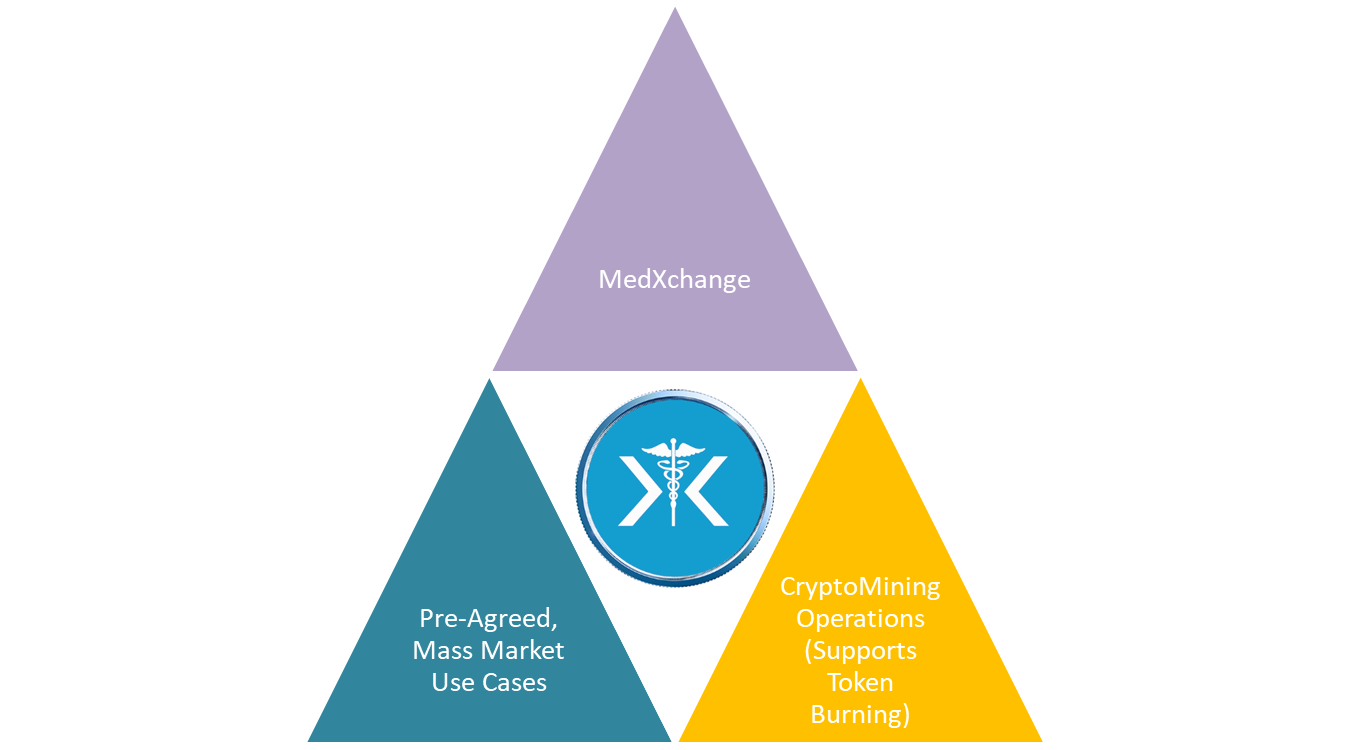 MedXchange
Pre-Agreed,
Mass Market
Use Cases
CryptoMining
Operations
(Supports
Token
Burning)